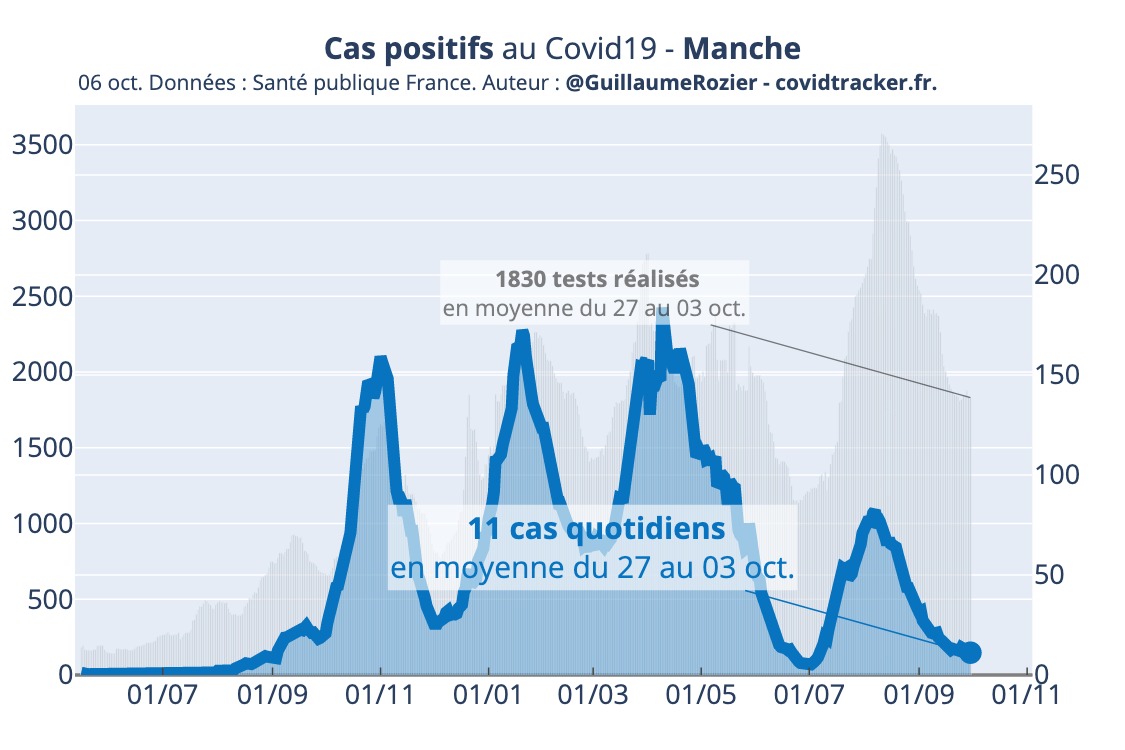 Cas positifs au Covid19 - Manche
06 oct. Données : Santé publique France. Auteur : @GuillaumeRozier - covidtracker.fr.
3500
3000
2500
2000
1500
1000
500
0
250
200
150
100
50
0
1830 tests réalisés
en moyenne du 27 au 03 oct.
11 cas quotidiens
en moyenne du 27 au 03 oct.
01/07 01/09 01/11 01/01 01/03 01/05 01/07 01/09 01/11